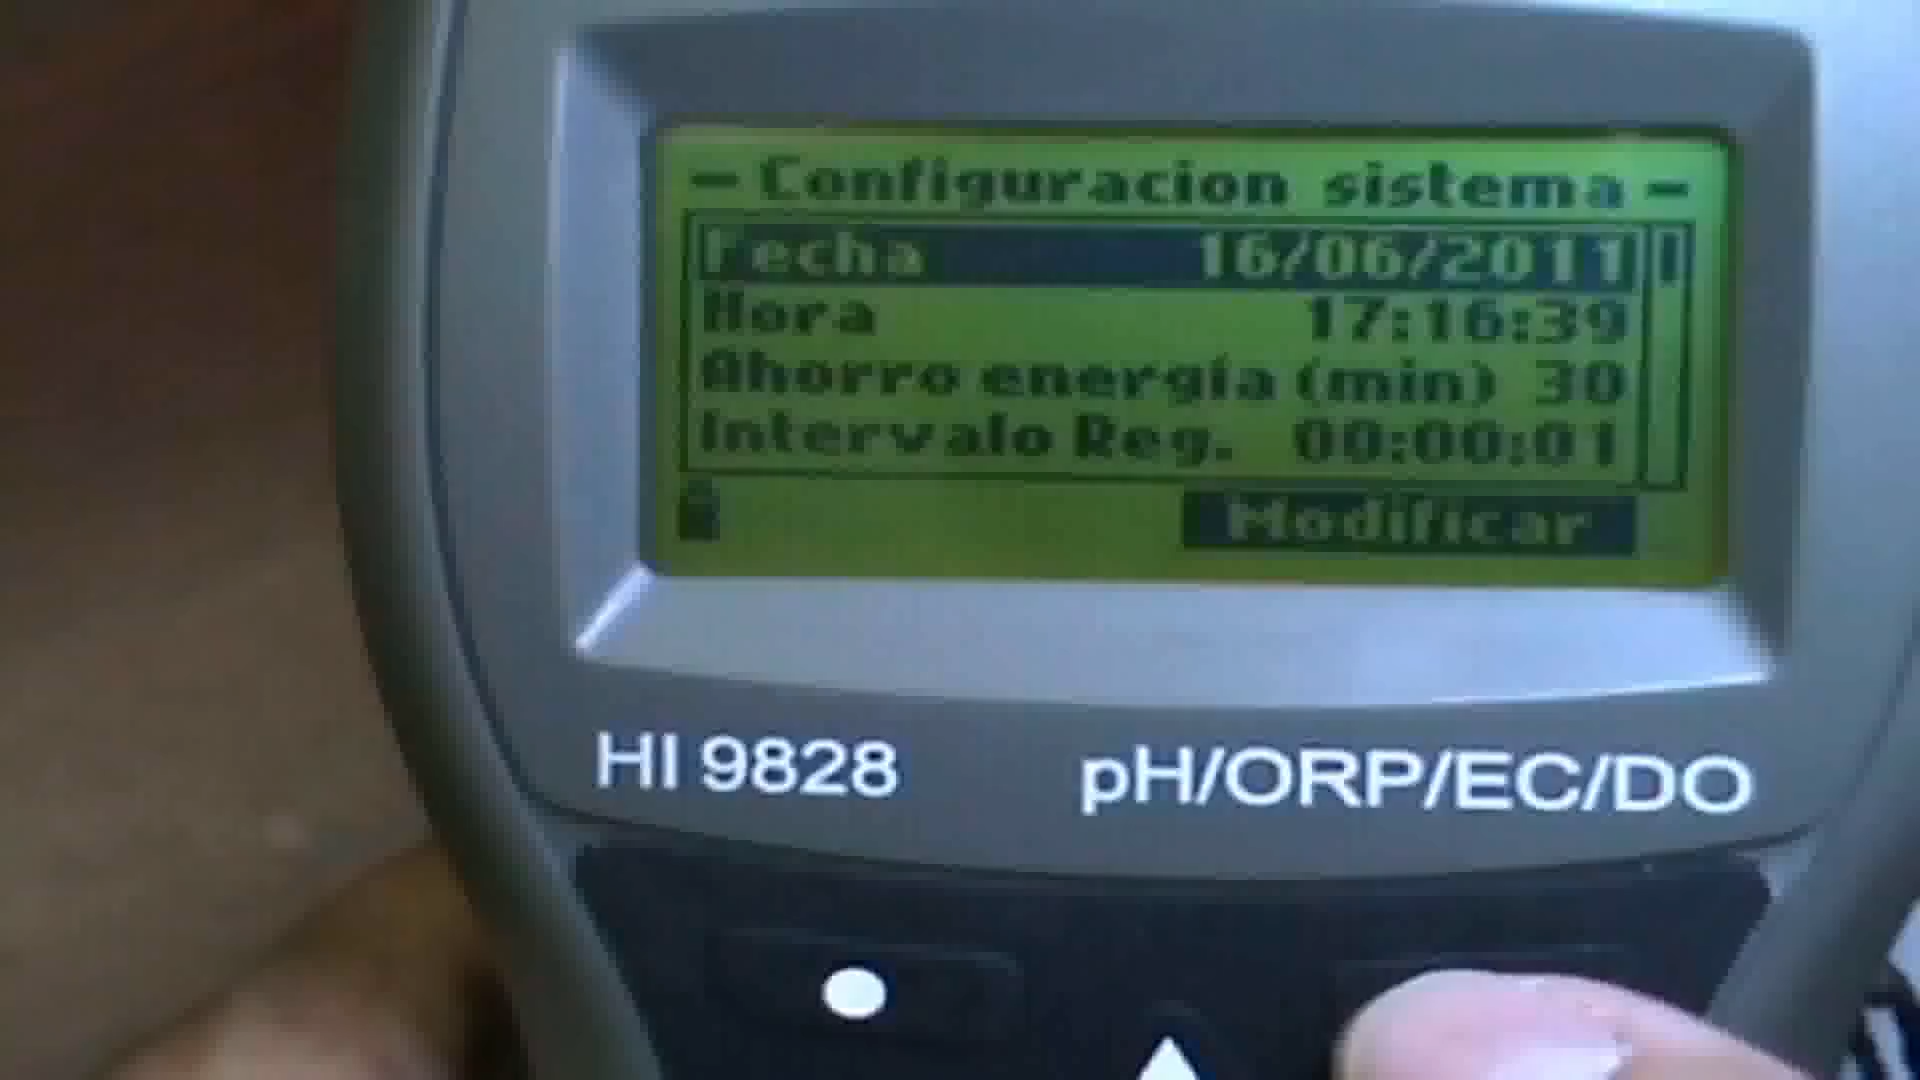 - Configuracion sistema -
Fecha 16/06/2011
Hora 17:16:39
Ahorro energía (min) 30
Intervalo Reg. 00:00:01
Modificar
HI 9828 pH/ORP/EC/DO